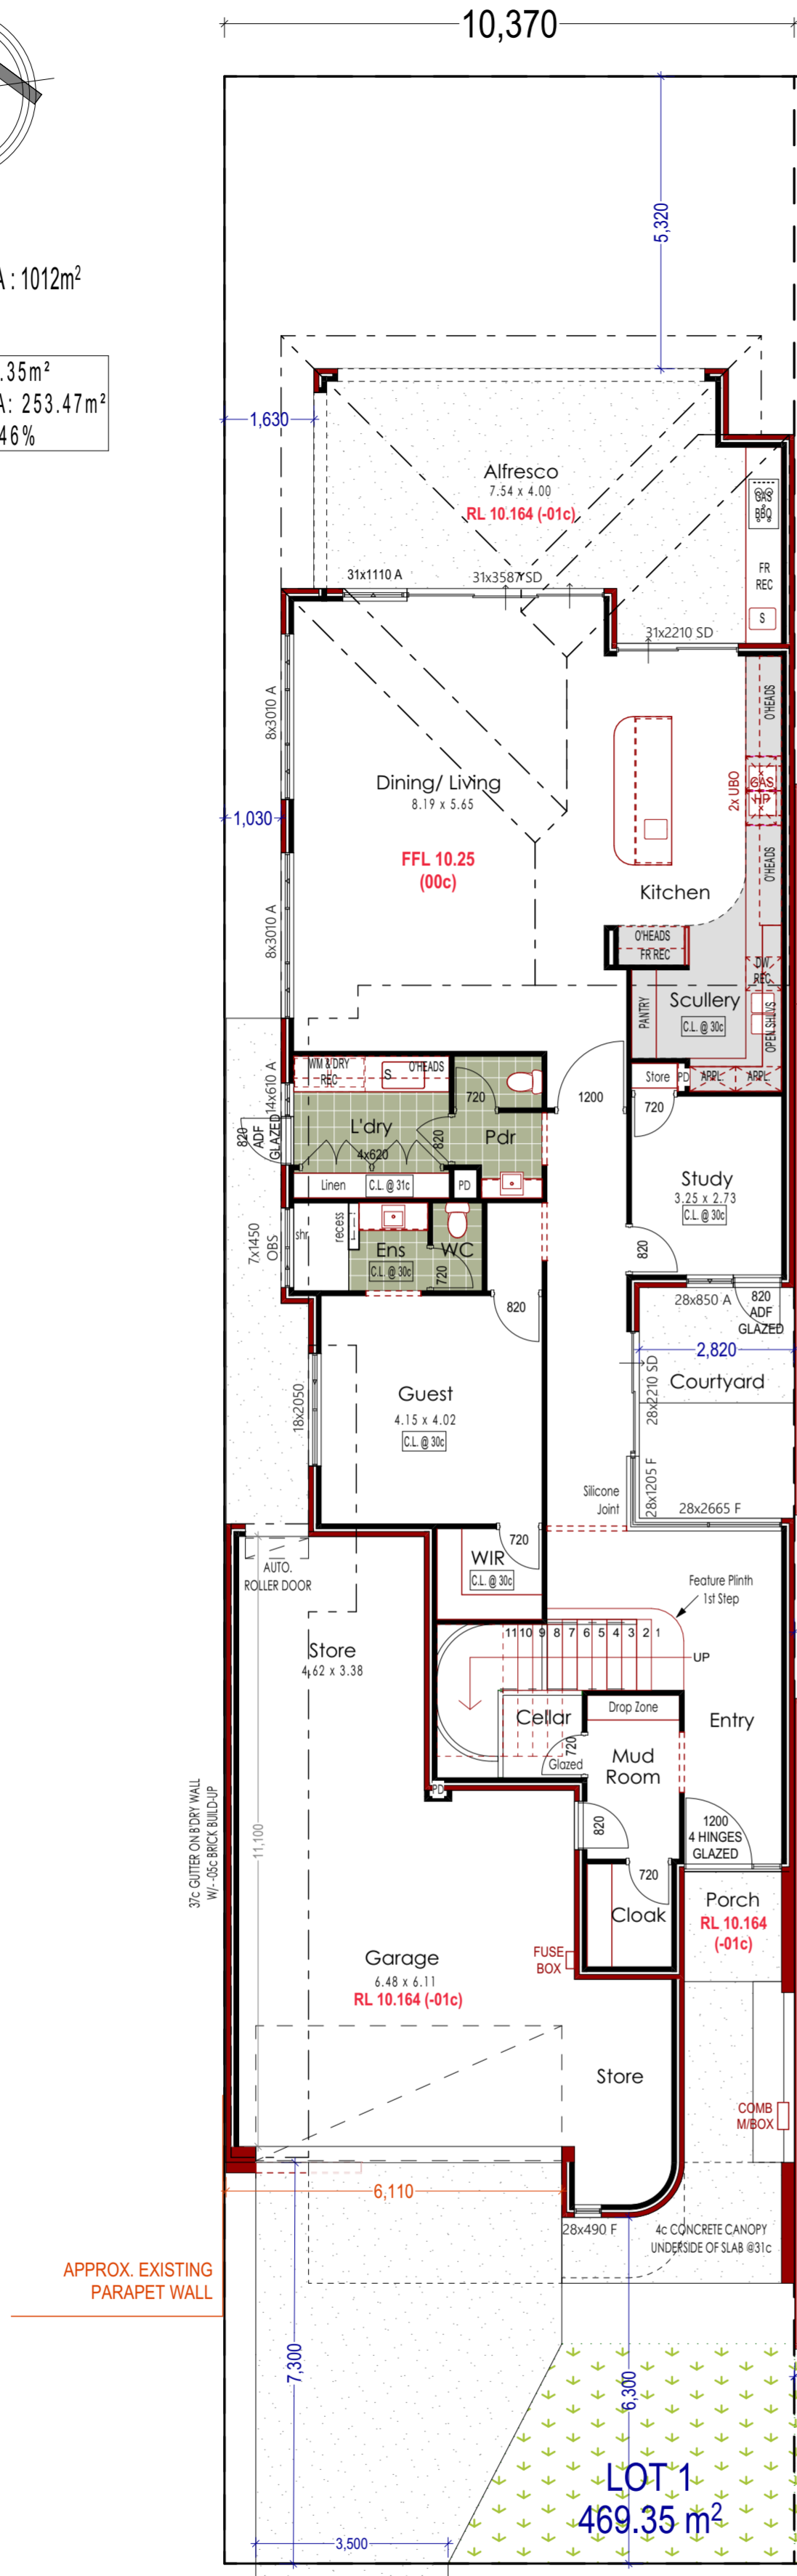 10,370
5,320
A : 1012m²
.35m²
A: 253.47m²
46%
1,630
Alfresco
7.54 x 4.00
RL 10.164 (-01c)
GAS
BBQ
FR
REC
S
31x1110 A
31x3587 SD
31x2210 SD
8x3010 A
O'HEADS
Dining/ Living
8.19 x 5.65
2x UBO
GAS
HP
1,030
FFL 10.25
(00c)
O'HEADS
Kitchen
8x3010 A
O'HEADS
FR REC
DW
REC
PANTRY
Scullery
C.L. @ 30c
OPEN SHLVS
WM & DRY
REC
S
O'HEADS
14x610 A
720
1200
Store
PD
APPL.
APPL.
720
820
ADF
GLAZED
L'dry
4x620
820
Pdr
Linen
C.L. @ 31c
PD
Study
3.25 x 2.73
C.L. @ 30c
7x1450
OBS
shr
recess
Ens
C.L. @ 30c
WC
720
820
820
28x850 A
820
ADF
GLAZED
2,820
Courtyard
28x2210 SD
18x2050
Guest
4.15 x 4.02
C.L. @ 30c
28x1205 F
Silicone
Joint
28x2665 F
720
WIR
C.L. @ 30c
AUTO.
ROLLER DOOR
Feature Plinth
1st Step
Store
4.62 x 3.38
11 10 9 8 7 6 5 4 3 2 1
UP
Cellar
Drop Zone
Entry
720
Glazed
Mud
Room
PD
37c GUTTER ON B'DRY WALL
W/- -05c BRICK BUILD-UP
11,100
820
1200
4 HINGES
GLAZED
720
Cloak
Porch
RL 10.164
(-01c)
FUSE
BOX
Garage
6.48 x 6.11
RL 10.164 (-01c)
Store
COMB
M/BOX
6,110
28x490 F
4c CONCRETE CANOPY
UNDERSIDE OF SLAB @31c
APPROX. EXISTING
PARAPET WALL
7,300
6,300
LOT 1
469.35 m²
3,500